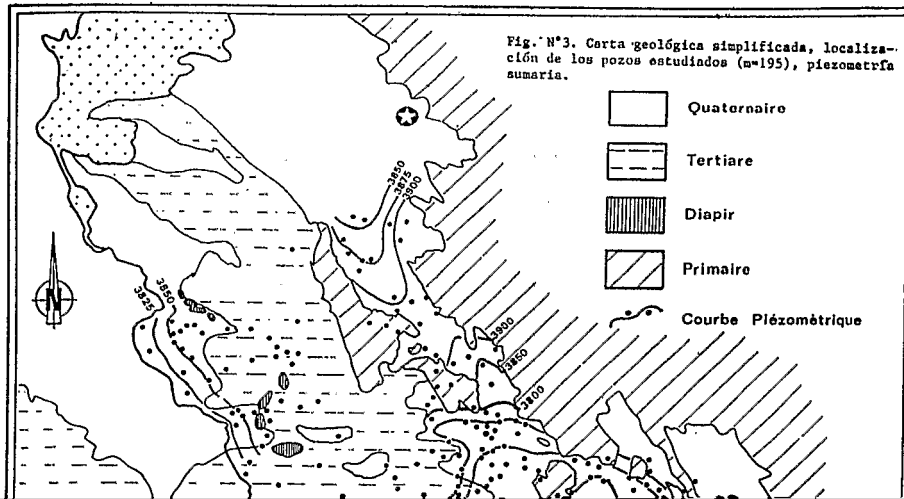 Fig. N°3. Carta geológica simplificada, localiza-
ción de los pozos estudiados (m=195), piezometría
sumaria.
Quaternaire
Tertiare
Diapir
Primaire
Courbe Piézomètrique
3850
3875
3900
N
3825
3850
3900
3850
3800